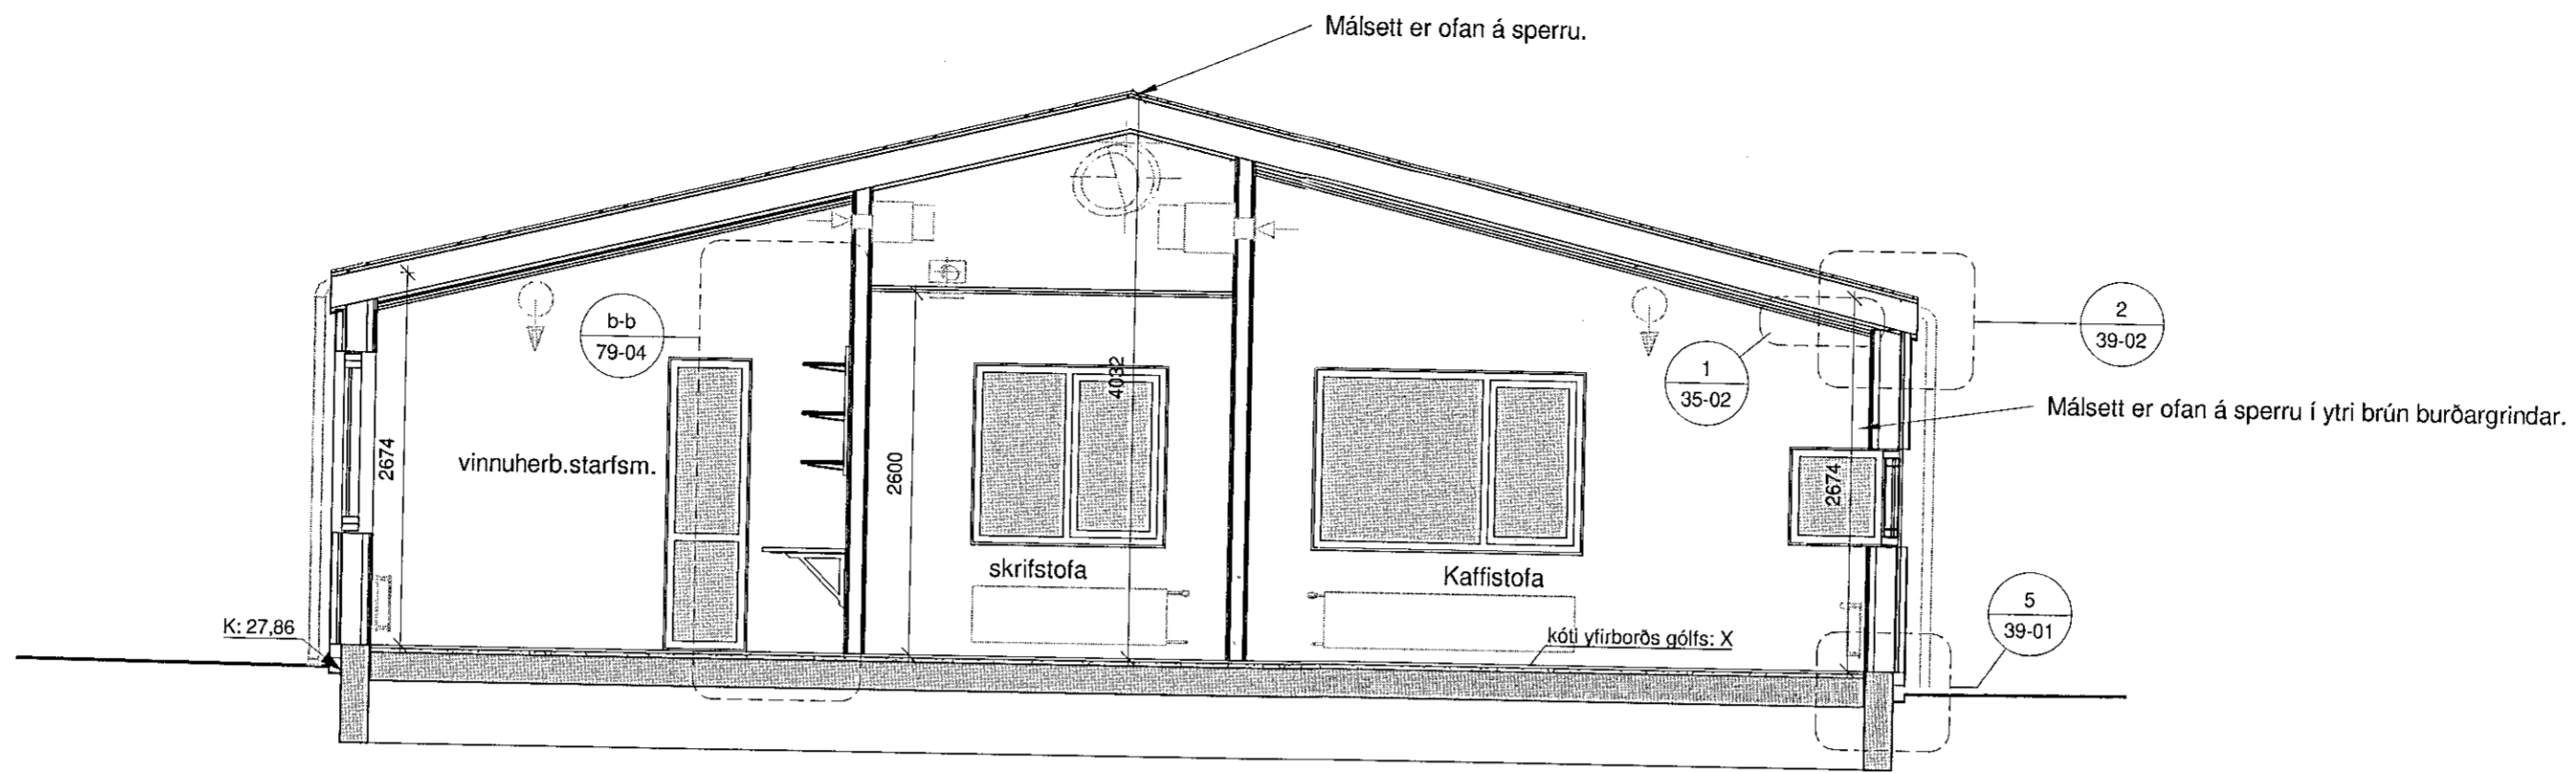 Málsett er ofan á sperru.
b-b
79-04
2
39-02
1
35-02
Málsett er ofan á sperru í ytri brún burðargrindar.
4032
2674
vinnuherb.starfsm.
2600
2674
skrifstofa
Kaffistofa
K: 27,86
kóti yfirborðs gólfs: X
5
39-01